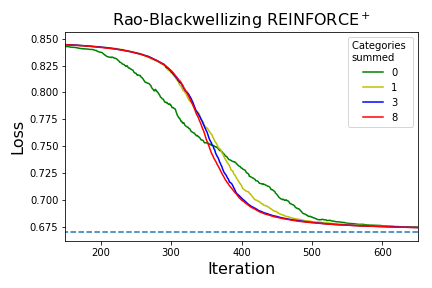 Rao-Blackwellizing REINFORCE⁺
Loss
0.850
0.825
0.800
0.775
0.750
0.725
0.700
0.675
Categories
summed
0
1
3
8
200 300 400 500 600
Iteration